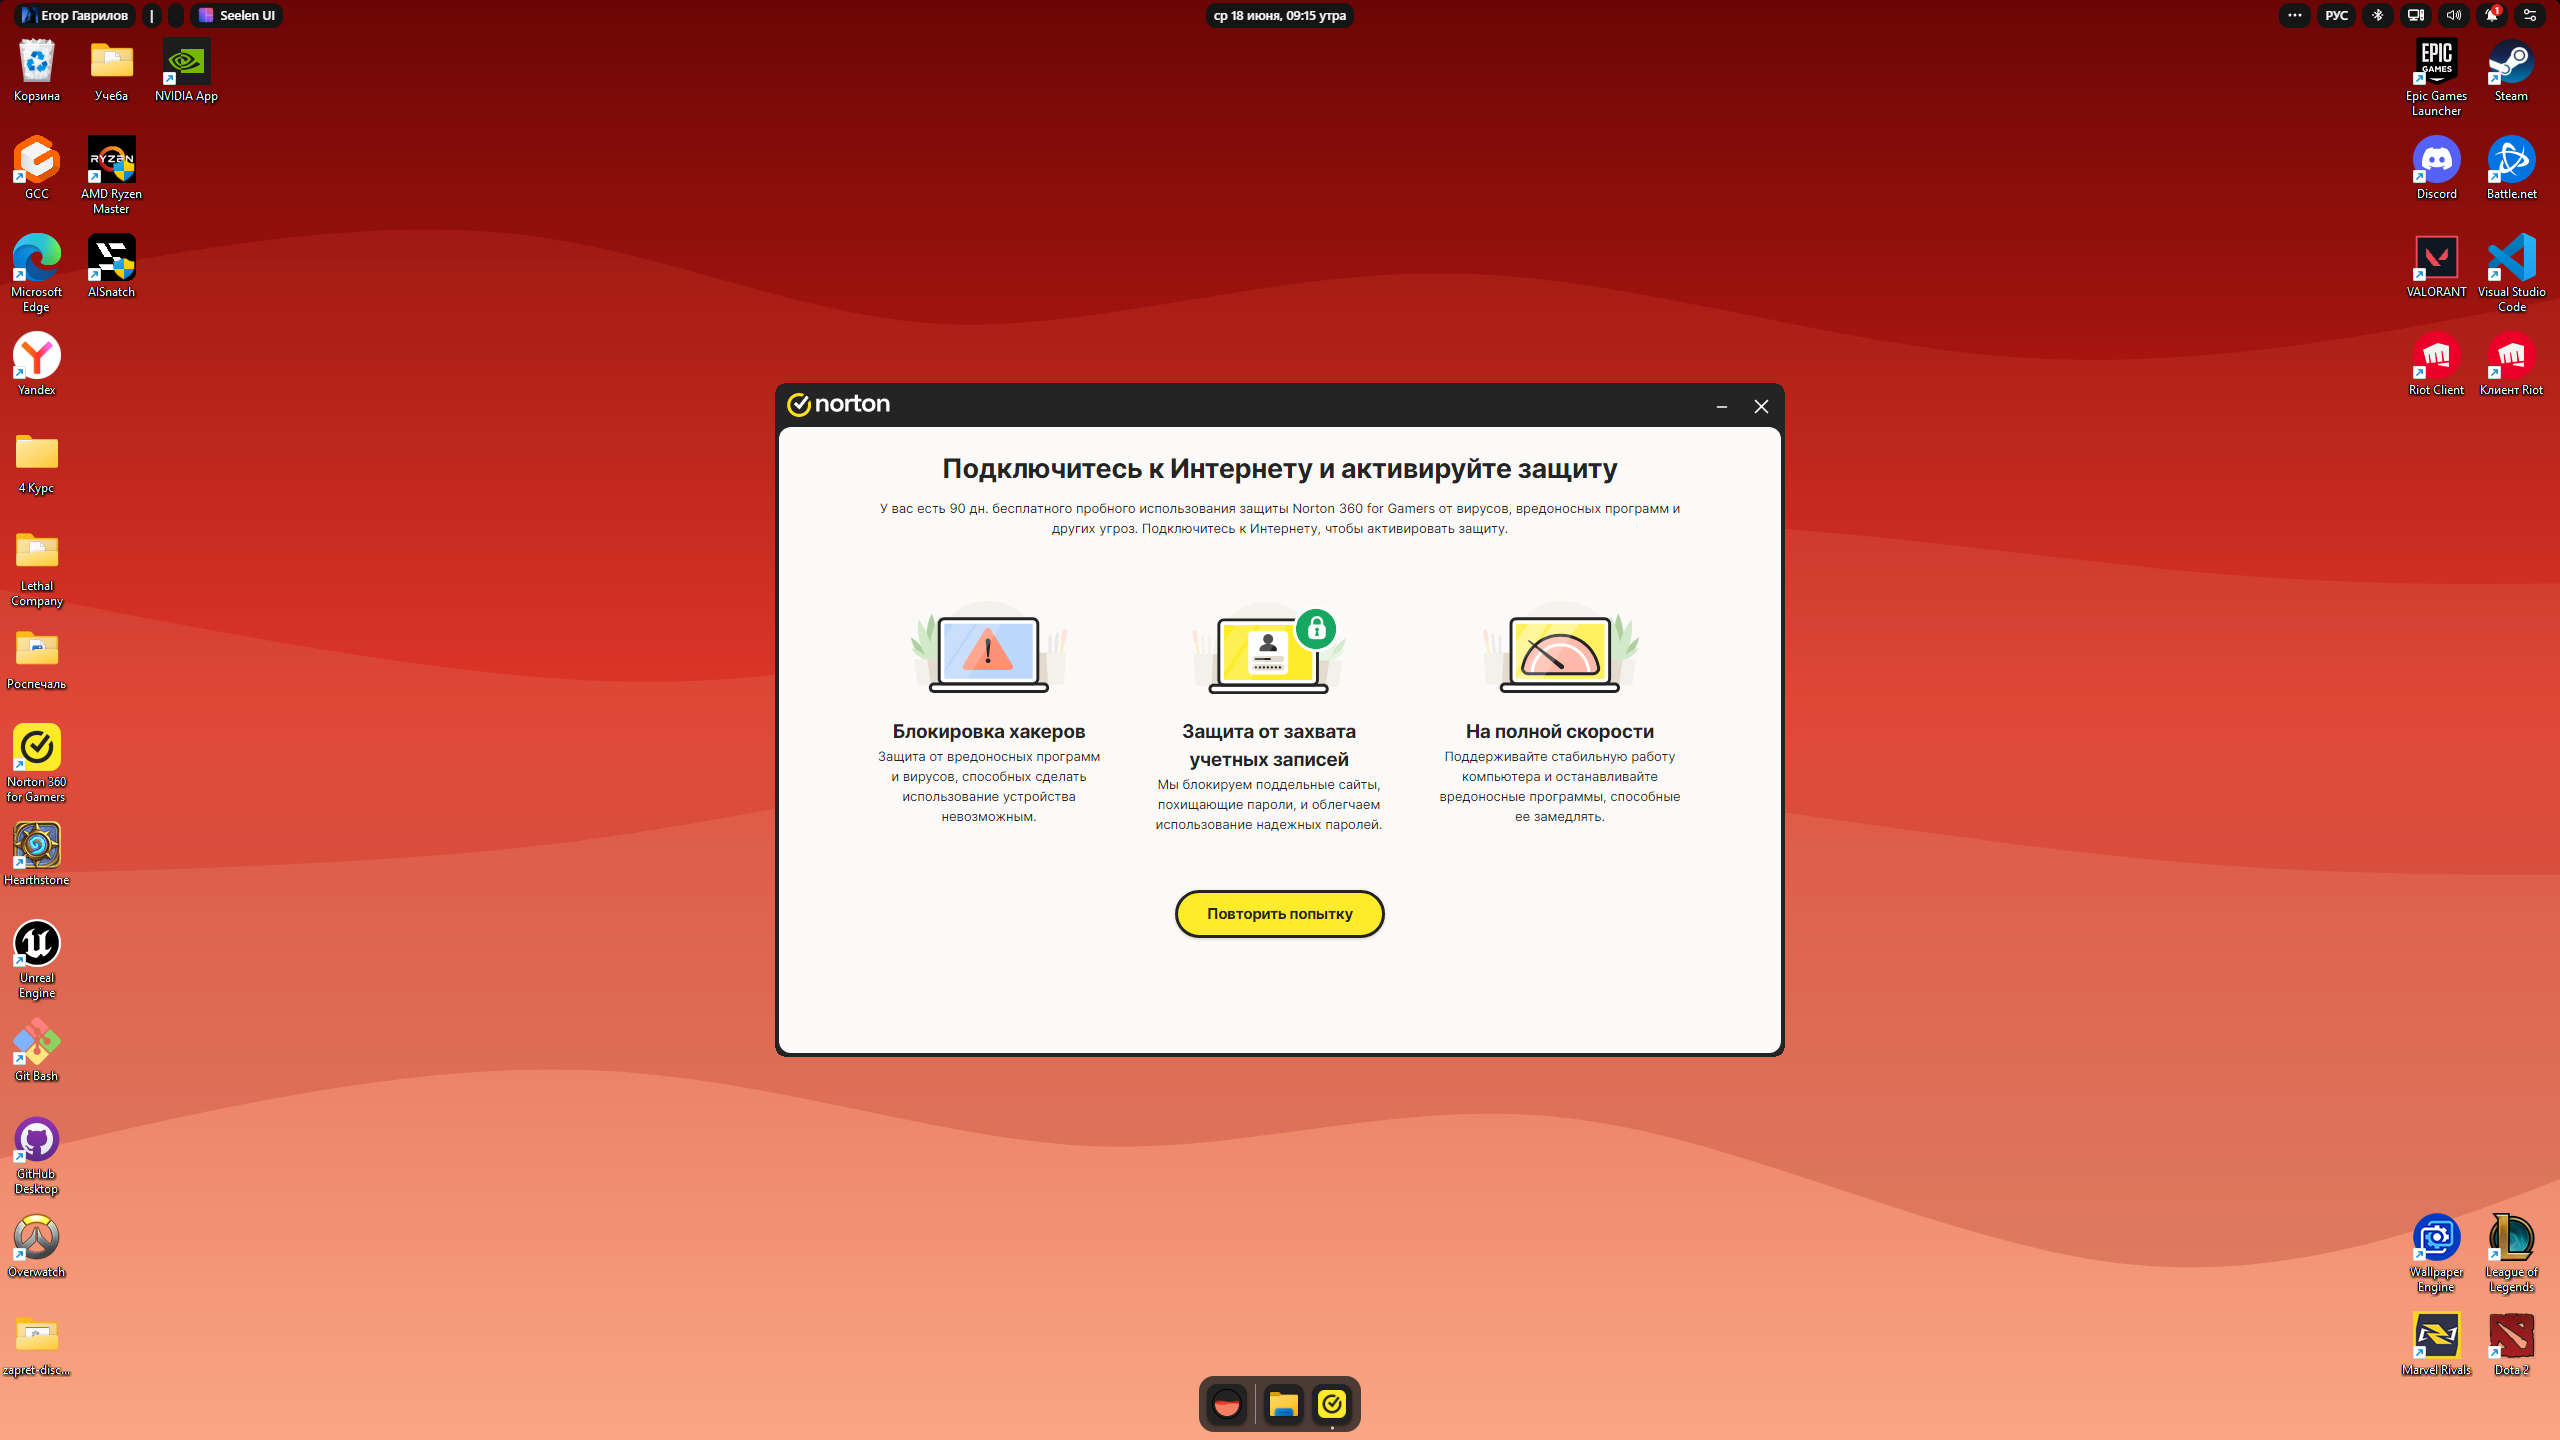 Егор Гаврилов
|
Seelen UI
ср 18 июня, 09:15 утра
РУС
1
Корзина
Учеба
NVIDIA App
GCC
RYZEN
AMD Ryzen
Master
Microsoft
Edge
AISnatch
Yandex
4 Курс
Lethal
Company
Роспечаль
Norton 360
for Gamers
Hearthstone
Unreal
Engine
Git Bash
GitHub
Desktop
Overwatch
zapret-disc...
norton
Подключитесь к Интернету и активируйте защиту
У вас есть 90 дн. бесплатного пробного использования защиты Norton 360 for Gamers от вирусов, вредоносных программ и
других угроз. Подключитесь к Интернету, чтобы активировать защиту.
Блокировка хакеров
Защита от вредоносных программ
и вирусов, способных сделать
использование устройства
невозможным.
Защита от захвата
учетных записей
Мы блокируем поддельные сайты,
похищающие пароли, и облегчаем
использование надежных паролей.
На полной скорости
Поддерживайте стабильную работу
компьютера и останавливайте
вредоносные программы, способные
ее замедлять.
Повторить попытку
EPIC
GAMES
Epic Games
Launcher
Steam
Discord
Battle.net
VALORANT
Visual Studio
Code
Riot Client
Клиент Riot
Wallpaper
Engine
League of
Legends
Marvel Rivals
Dota 2